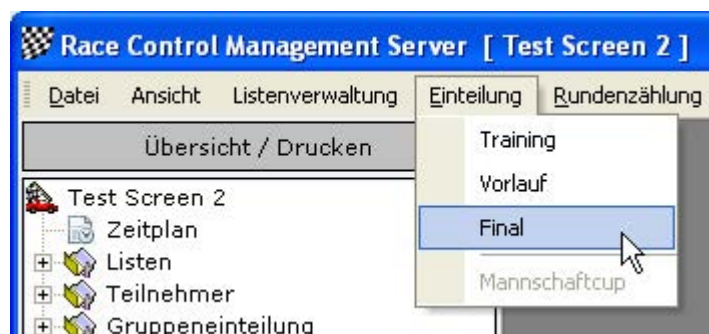 Race Control Management Server [ Test Screen 2 ]
Datei Ansicht Listenverwaltung Einteilung Rundenzählung
Übersicht / Drucken
Training
Vorlauf
Final
Mannschaftcup
Test Screen 2
Zeitplan
Listen
Teilnehmer
Gruppeneinteilung